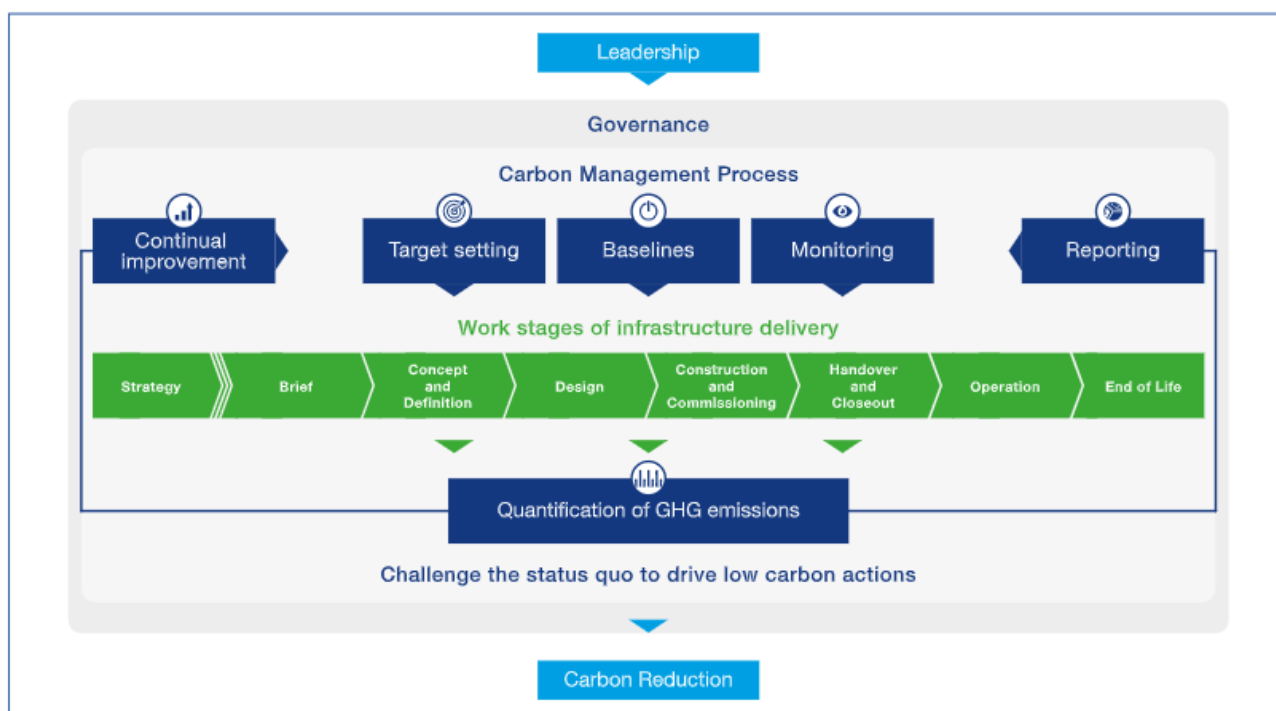 Leadership
Governance
Carbon Management Process
Continual
improvement
Target setting
Baselines
Monitoring
Reporting
Work stages of infrastructure delivery
Strategy
Brief
Concept
and
Definition
Design
Construction
and
Commissioning
Handover
and
Closeout
Operation
End of Life
Quantification of GHG emissions
Challenge the status quo to drive low carbon actions
Carbon Reduction